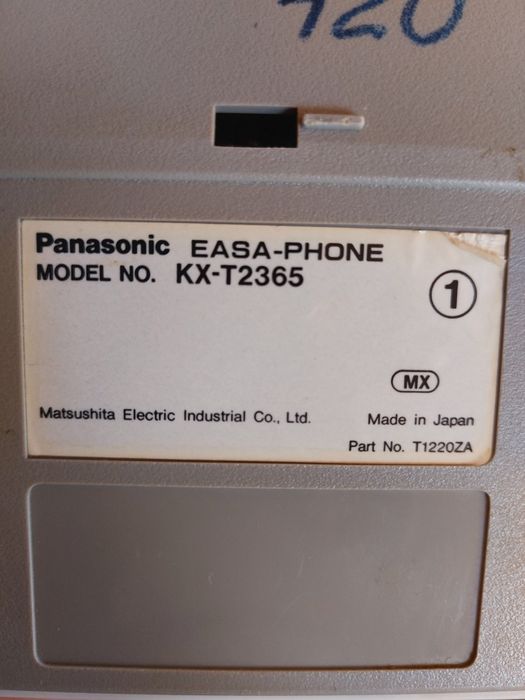 120
Panasonic EASA-PHONE
MODEL NO. KX-T2365
1
MX
Matsushita Electric Industrial Co., Ltd. Made in Japan
Part No. T1220ZA